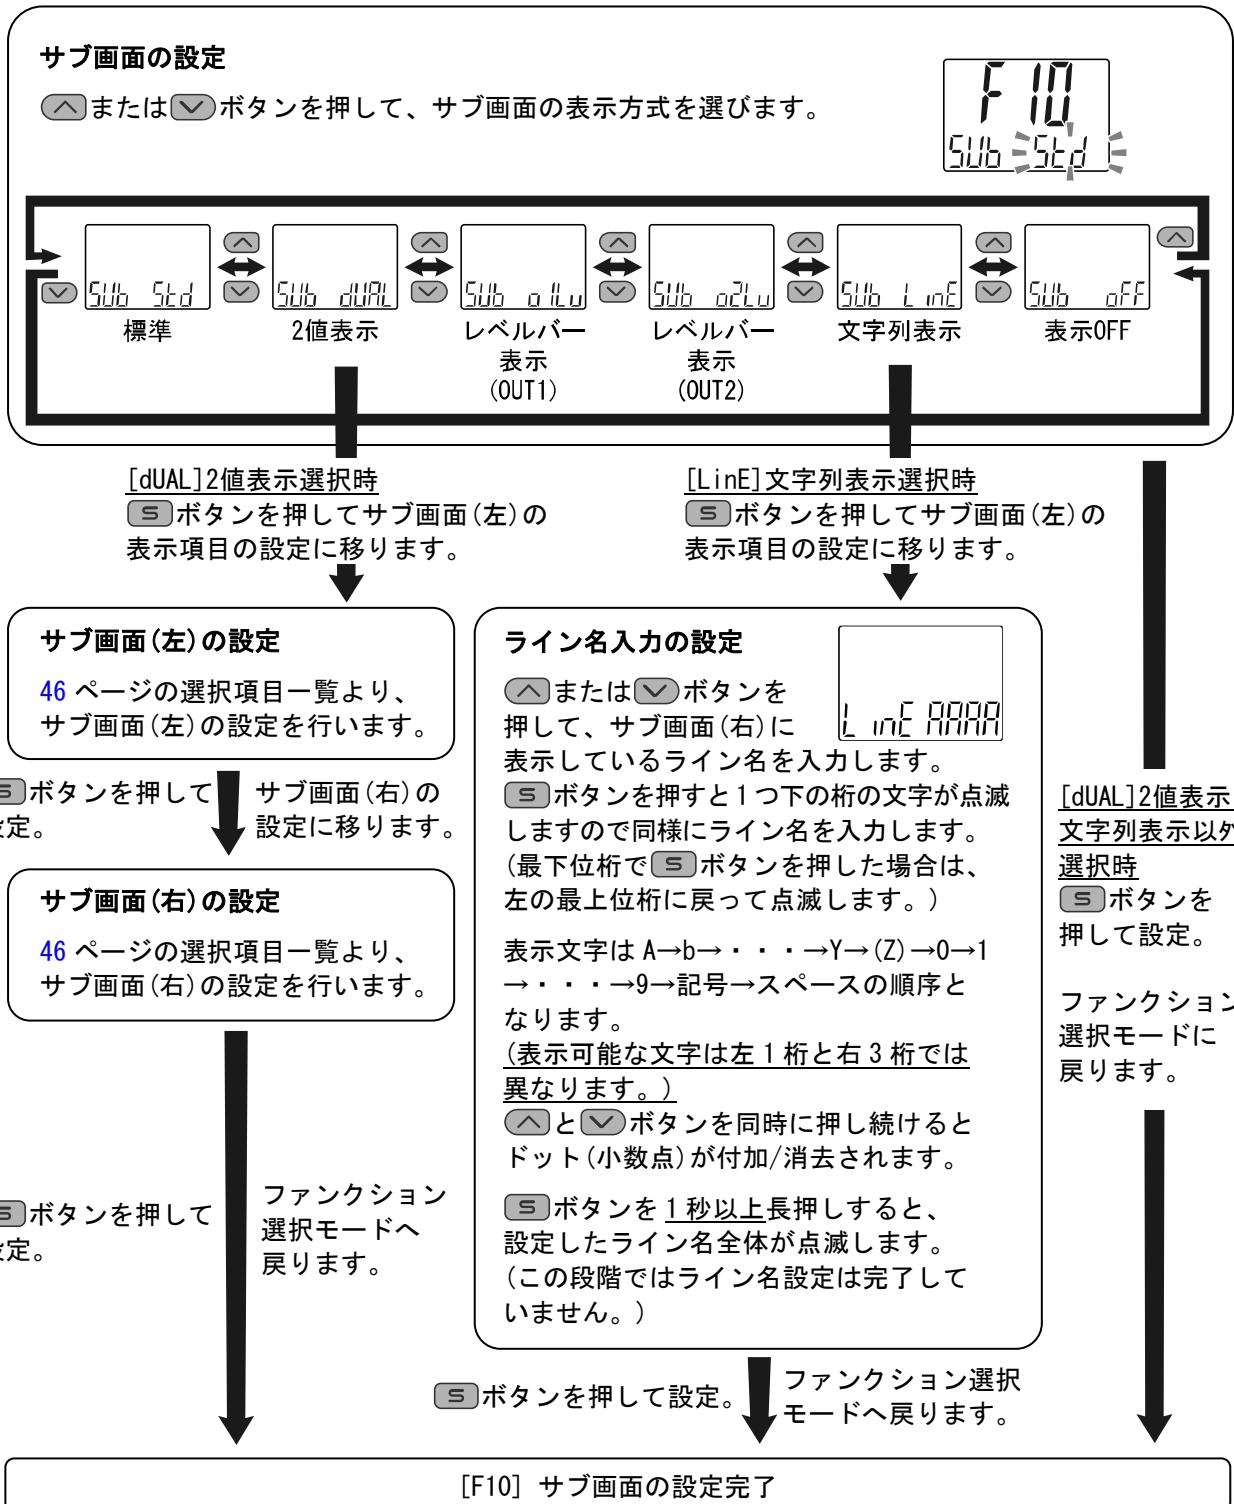 サブ画面の設定
またはボタンを押して、サブ画面の表示方式を選びます。
F10
SUb Std
SUb Std
SUb dUAL
SUb o1Lv
SUb o2Lv
SUb LinE
SUb oFF
標準
2値表示
レベルバー
表示
(OUT1)
レベルバー
表示
(OUT2)
文字列表示
表示OFF
[dUAL]2値表示選択時
S ボタンを押してサブ画面(左)の
表示項目の設定に移ります。
[LinE]文字列表示選択時
S ボタンを押してサブ画面(左)の
表示項目の設定に移ります。
サブ画面(左)の設定
46 ページの選択項目一覧より、
サブ画面(左)の設定を行います。
S ボタンを押して
設定。
サブ画面(右)の
設定に移ります。
サブ画面(右)の設定
46 ページの選択項目一覧より、
サブ画面(右)の設定を行います。
S ボタンを押して
設定。
ファンクション
選択モードへ
戻ります。
ライン名入力の設定
LinE AAAA
またはボタンを
押して、サブ画面(右)に
表示しているライン名を入力します。
S ボタンを押すと1つ下の桁の文字が点滅
しますので同様にライン名を入力します。
(最下位桁で S ボタンを押した場合は、
左の最上位桁に戻って点滅します。)
表示文字は A→b→・・・→Y→(Z)→0→1
→・・・→9→記号→スペースの順序と
なります。
(表示可能な文字は左 1 桁と右 3 桁では
異なります。)
とボタンを同時に押し続けると
ドット(小数点)が付加/消去されます。
S ボタンを 1 秒以上長押しすると、
設定したライン名全体が点滅します。
(この段階ではライン名設定は完了して
いません。)
S ボタンを押して設定。
ファンクション選択
モードへ戻ります。
[dUAL]2値表示
文字列表示以外
選択時
S ボタンを
押して設定。
ファンクション
選択モードに
戻ります。
[F10] サブ画面の設定完了